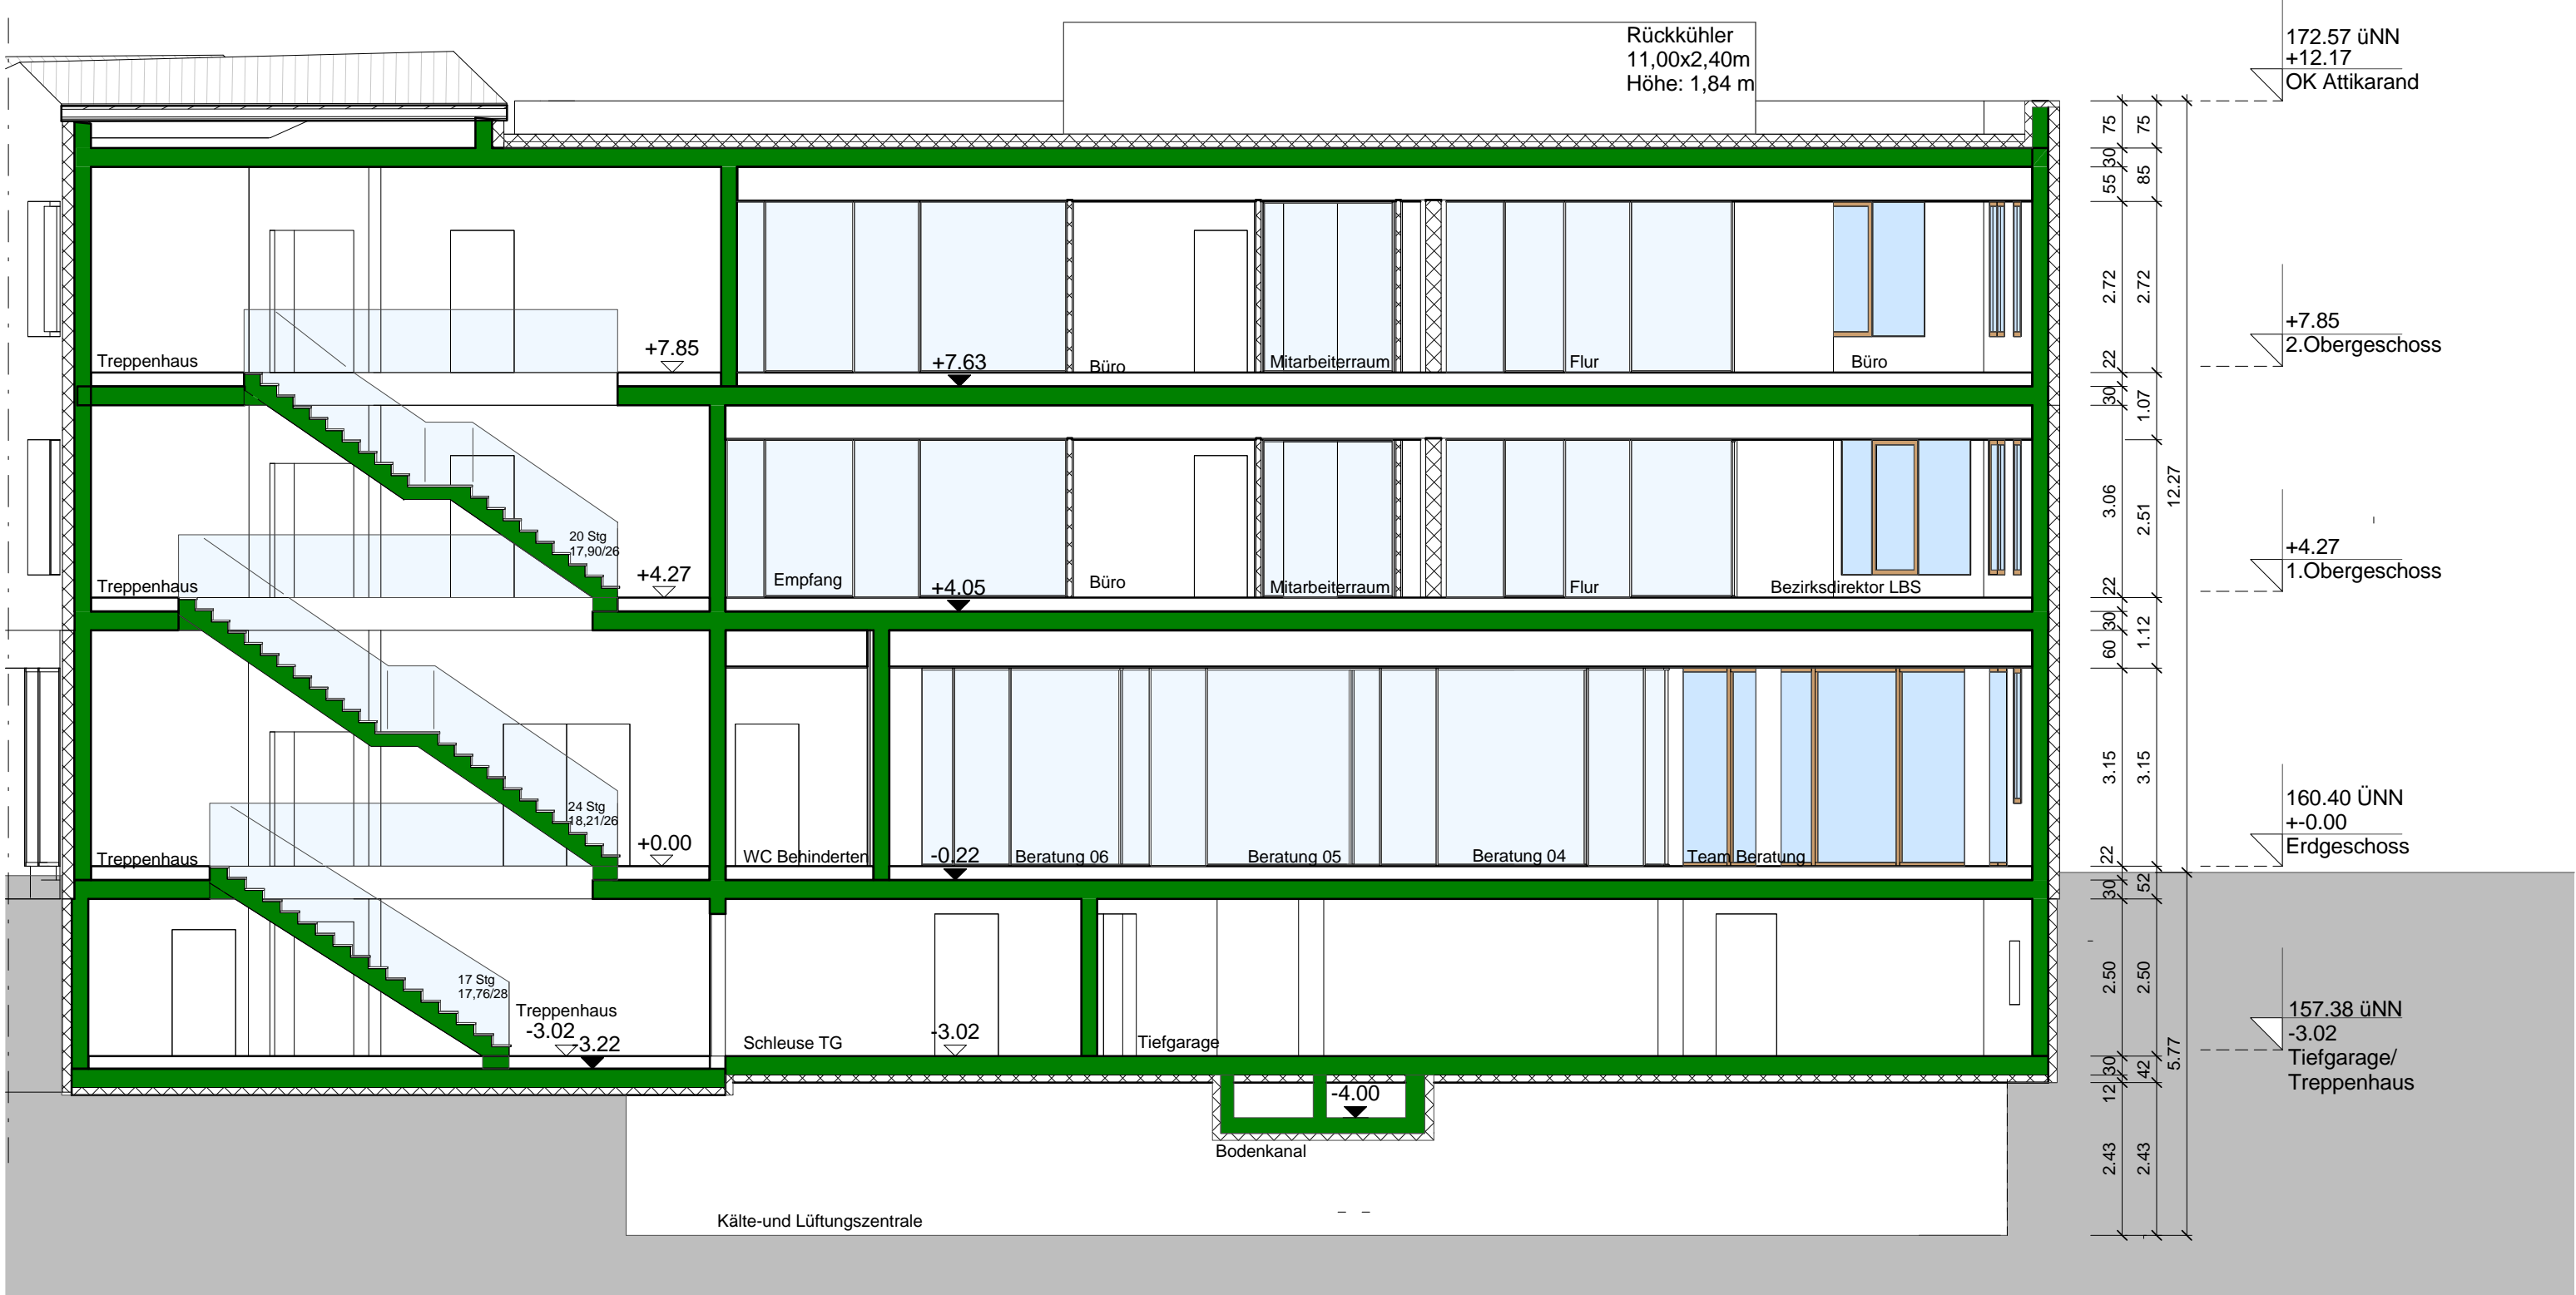 Rückkühler
11,00x2,40m
Höhe: 1,84 m
172.57 üNN
+12.17
OK Attikarand
75
75
30
55
85
2.72
2.72
+7.85
Treppenhaus
+7.63
Büro
Mitarbeiterraum
Flur
Büro
+7.85
2.Obergeschoss
22
30
1.07
12.27
3.06
2.51
20 Stg
17,90/26
Treppenhaus
+4.27
Empfang
+4.05
Büro
Mitarbeiterraum
Flur
Bezirksdirektor LBS
+4.27
1.Obergeschoss
22
30
1.12
60
3.15
3.15
24 Stg
18,21/26
Treppenhaus
+0.00
WC Behinderten
-0.22
Beratung 06
Beratung 05
Beratung 04
Team Beratung
160.40 ÜNN
+-0.00
Erdgeschoss
22
30
52
2.50
2.50
17 Stg
17,76/28
Treppenhaus
-3.02
-3.22
Schleuse TG
-3.02
Tiefgarage
157.38 üNN
-3.02
Tiefgarage/
Treppenhaus
5.77
30
42
12
-4.00
Bodenkanal
2.43
2.43
Kälte-und Lüftungszentrale